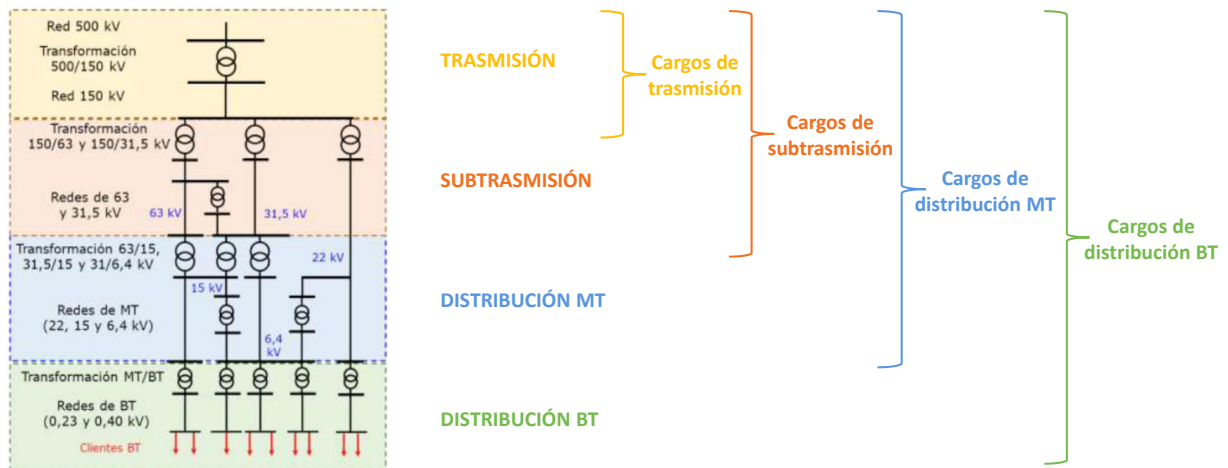 Red 500 kV
Transformación
500/150 kV
Red 150 kV
Transformación
150/63 y 150/31,5 kV
Redes de 63
y 31,5 kV
63 kV
31,5 kV
Transformación 63/15,
31,5/15 y 31/6,4 kV
22 kV
15 kV
Redes de MT
(22, 15 y 6,4 kV)
6,4
kV
Transformación MT/BT
Redes de BT
(0,23 y 0,40 kV)
Clientes BT
TRASMISIÓN
SUBTRASMISIÓN
DISTRIBUCIÓN MT
DISTRIBUCIÓN BT
Cargos de
trasmisión
Cargos de
subtrasmisión
Cargos de
distribución MT
Cargos de
distribución BT